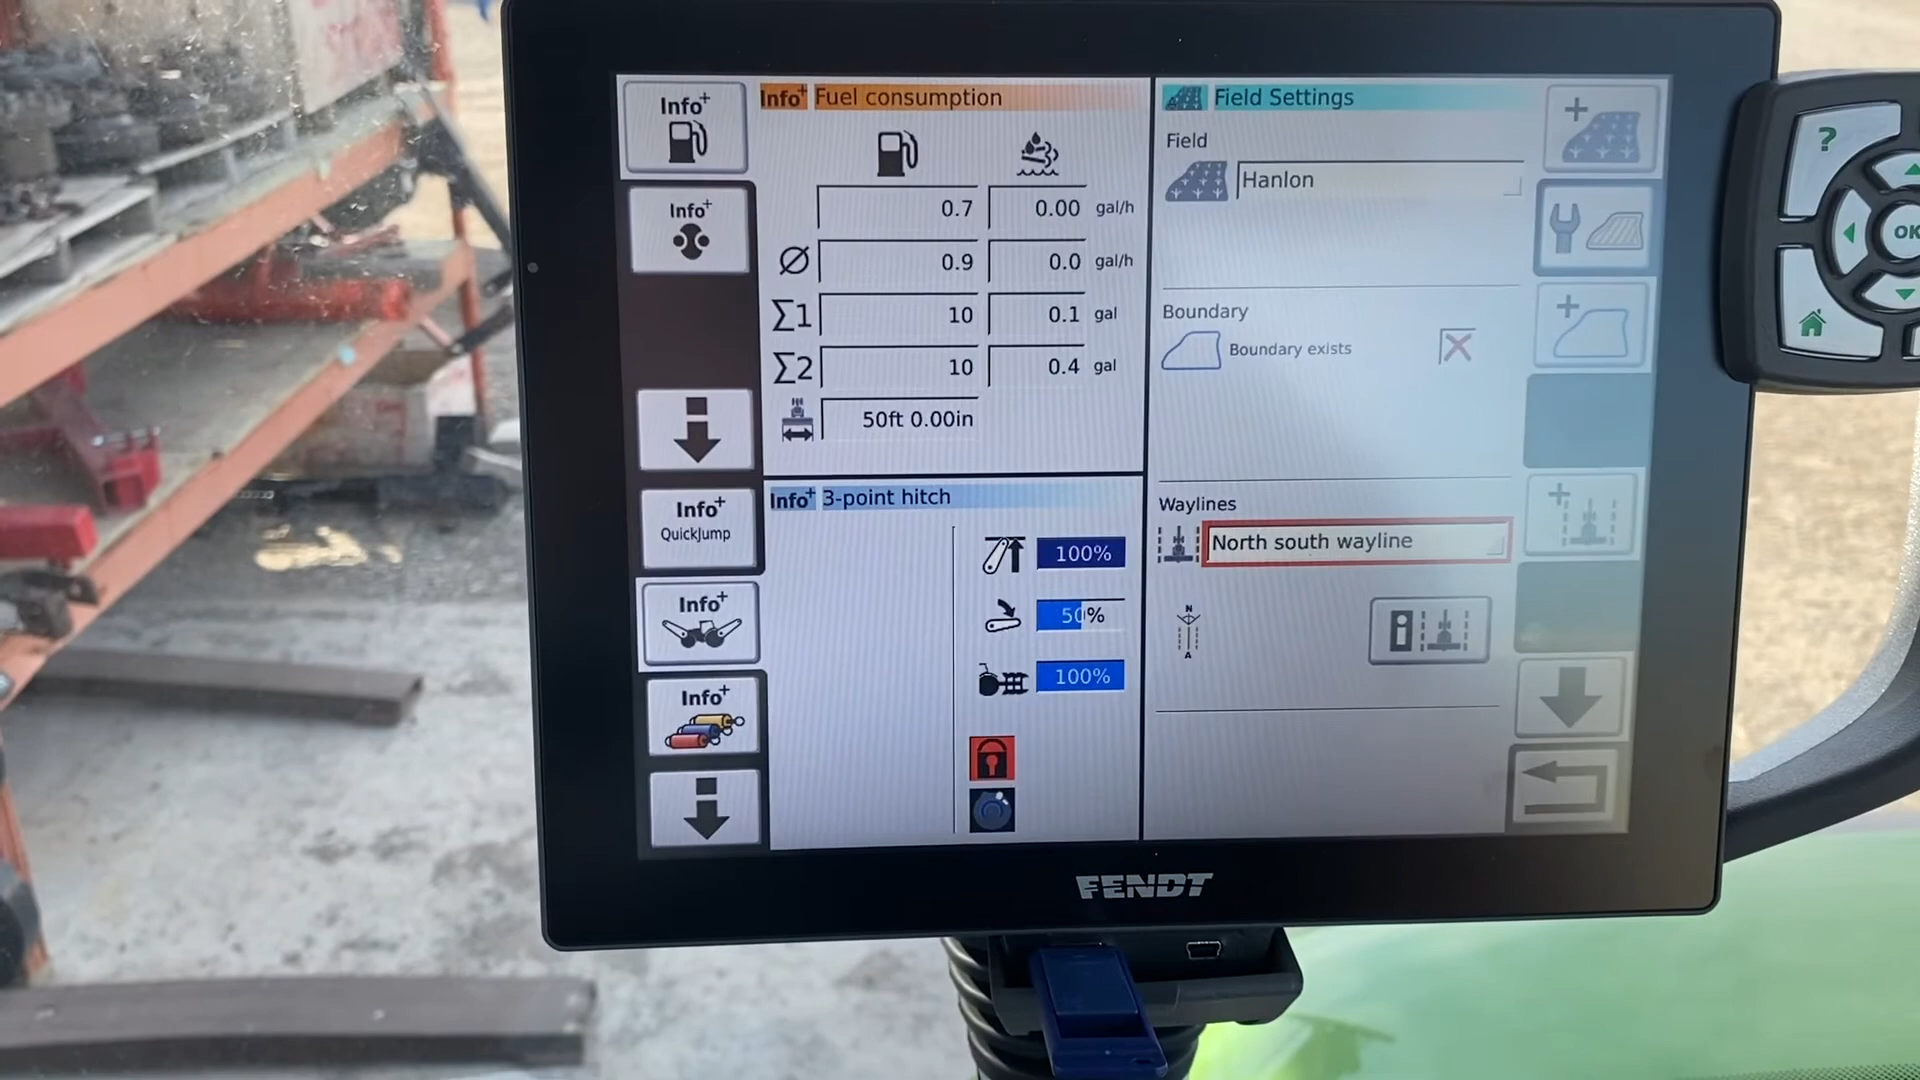 Info+
Info+
Info+
QuickJump
Info+
Info+
Info+ Fuel consumption
0.7 0.00 gal/h
Ø 0.9 0.0 gal/h
Σ1 10 0.1 gal
Σ2 10 0.4 gal
50ft 0.00in
Info+ 3-point hitch
100%
50%
100%
Field Settings
Field
Hanlon
Boundary
Boundary exists
Waylines
North south wayline
N
A
?
OK
FENDT